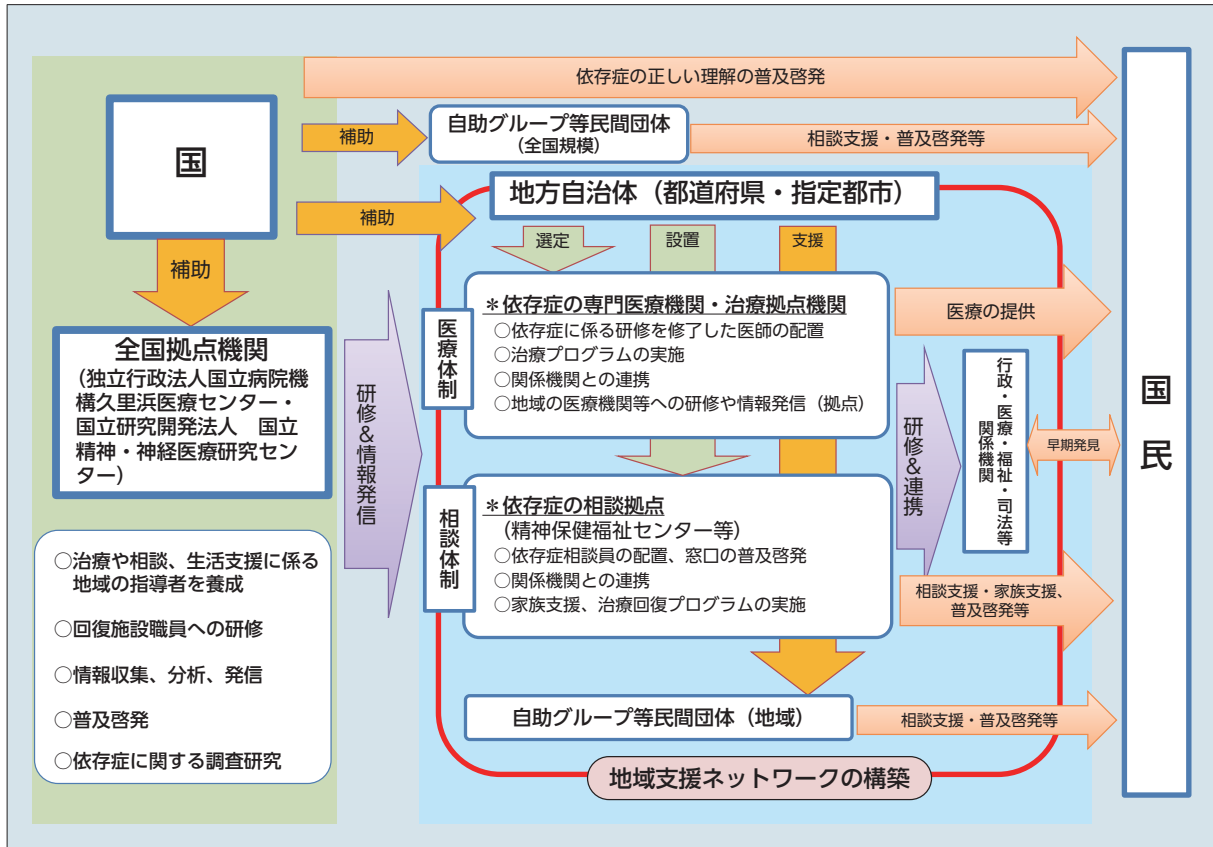 依存症の正しい理解の普及啓発
国
補助
自助グループ等民間団体
（全国規模）
相談支援・普及啓発等
補助
地方自治体（都道府県・指定都市）
補助
選定
設置
支援
全国拠点機関
（独立行政法人国立病院機
構久里浜医療センター・
国立研究開発法人　国立
精神・神経医療研究セン
ター）
○治療や相談、生活支援に係る
地域の指導者を養成
○回復施設職員への研修
○情報収集、分析、発信
○普及啓発
○依存症に関する調査研究
研修&情報発信
医療体制
＊依存症の専門医療機関・治療拠点機関
○依存症に係る研修を修了した医師の配置
○治療プログラムの実施
○関係機関との連携
○地域の医療機関等への研修や情報発信（拠点）
医療の提供
相談体制
＊依存症の相談拠点
（精神保健福祉センター等）
○依存症相談員の配置、窓口の普及啓発
○関係機関との連携
○家族支援、治療回復プログラムの実施
研修&連携
行政・医療・福祉・司法等
関係機関
早期発見
相談支援・家族支援、
普及啓発等
自助グループ等民間団体（地域）
相談支援・普及啓発等
地域支援ネットワークの構築
国民